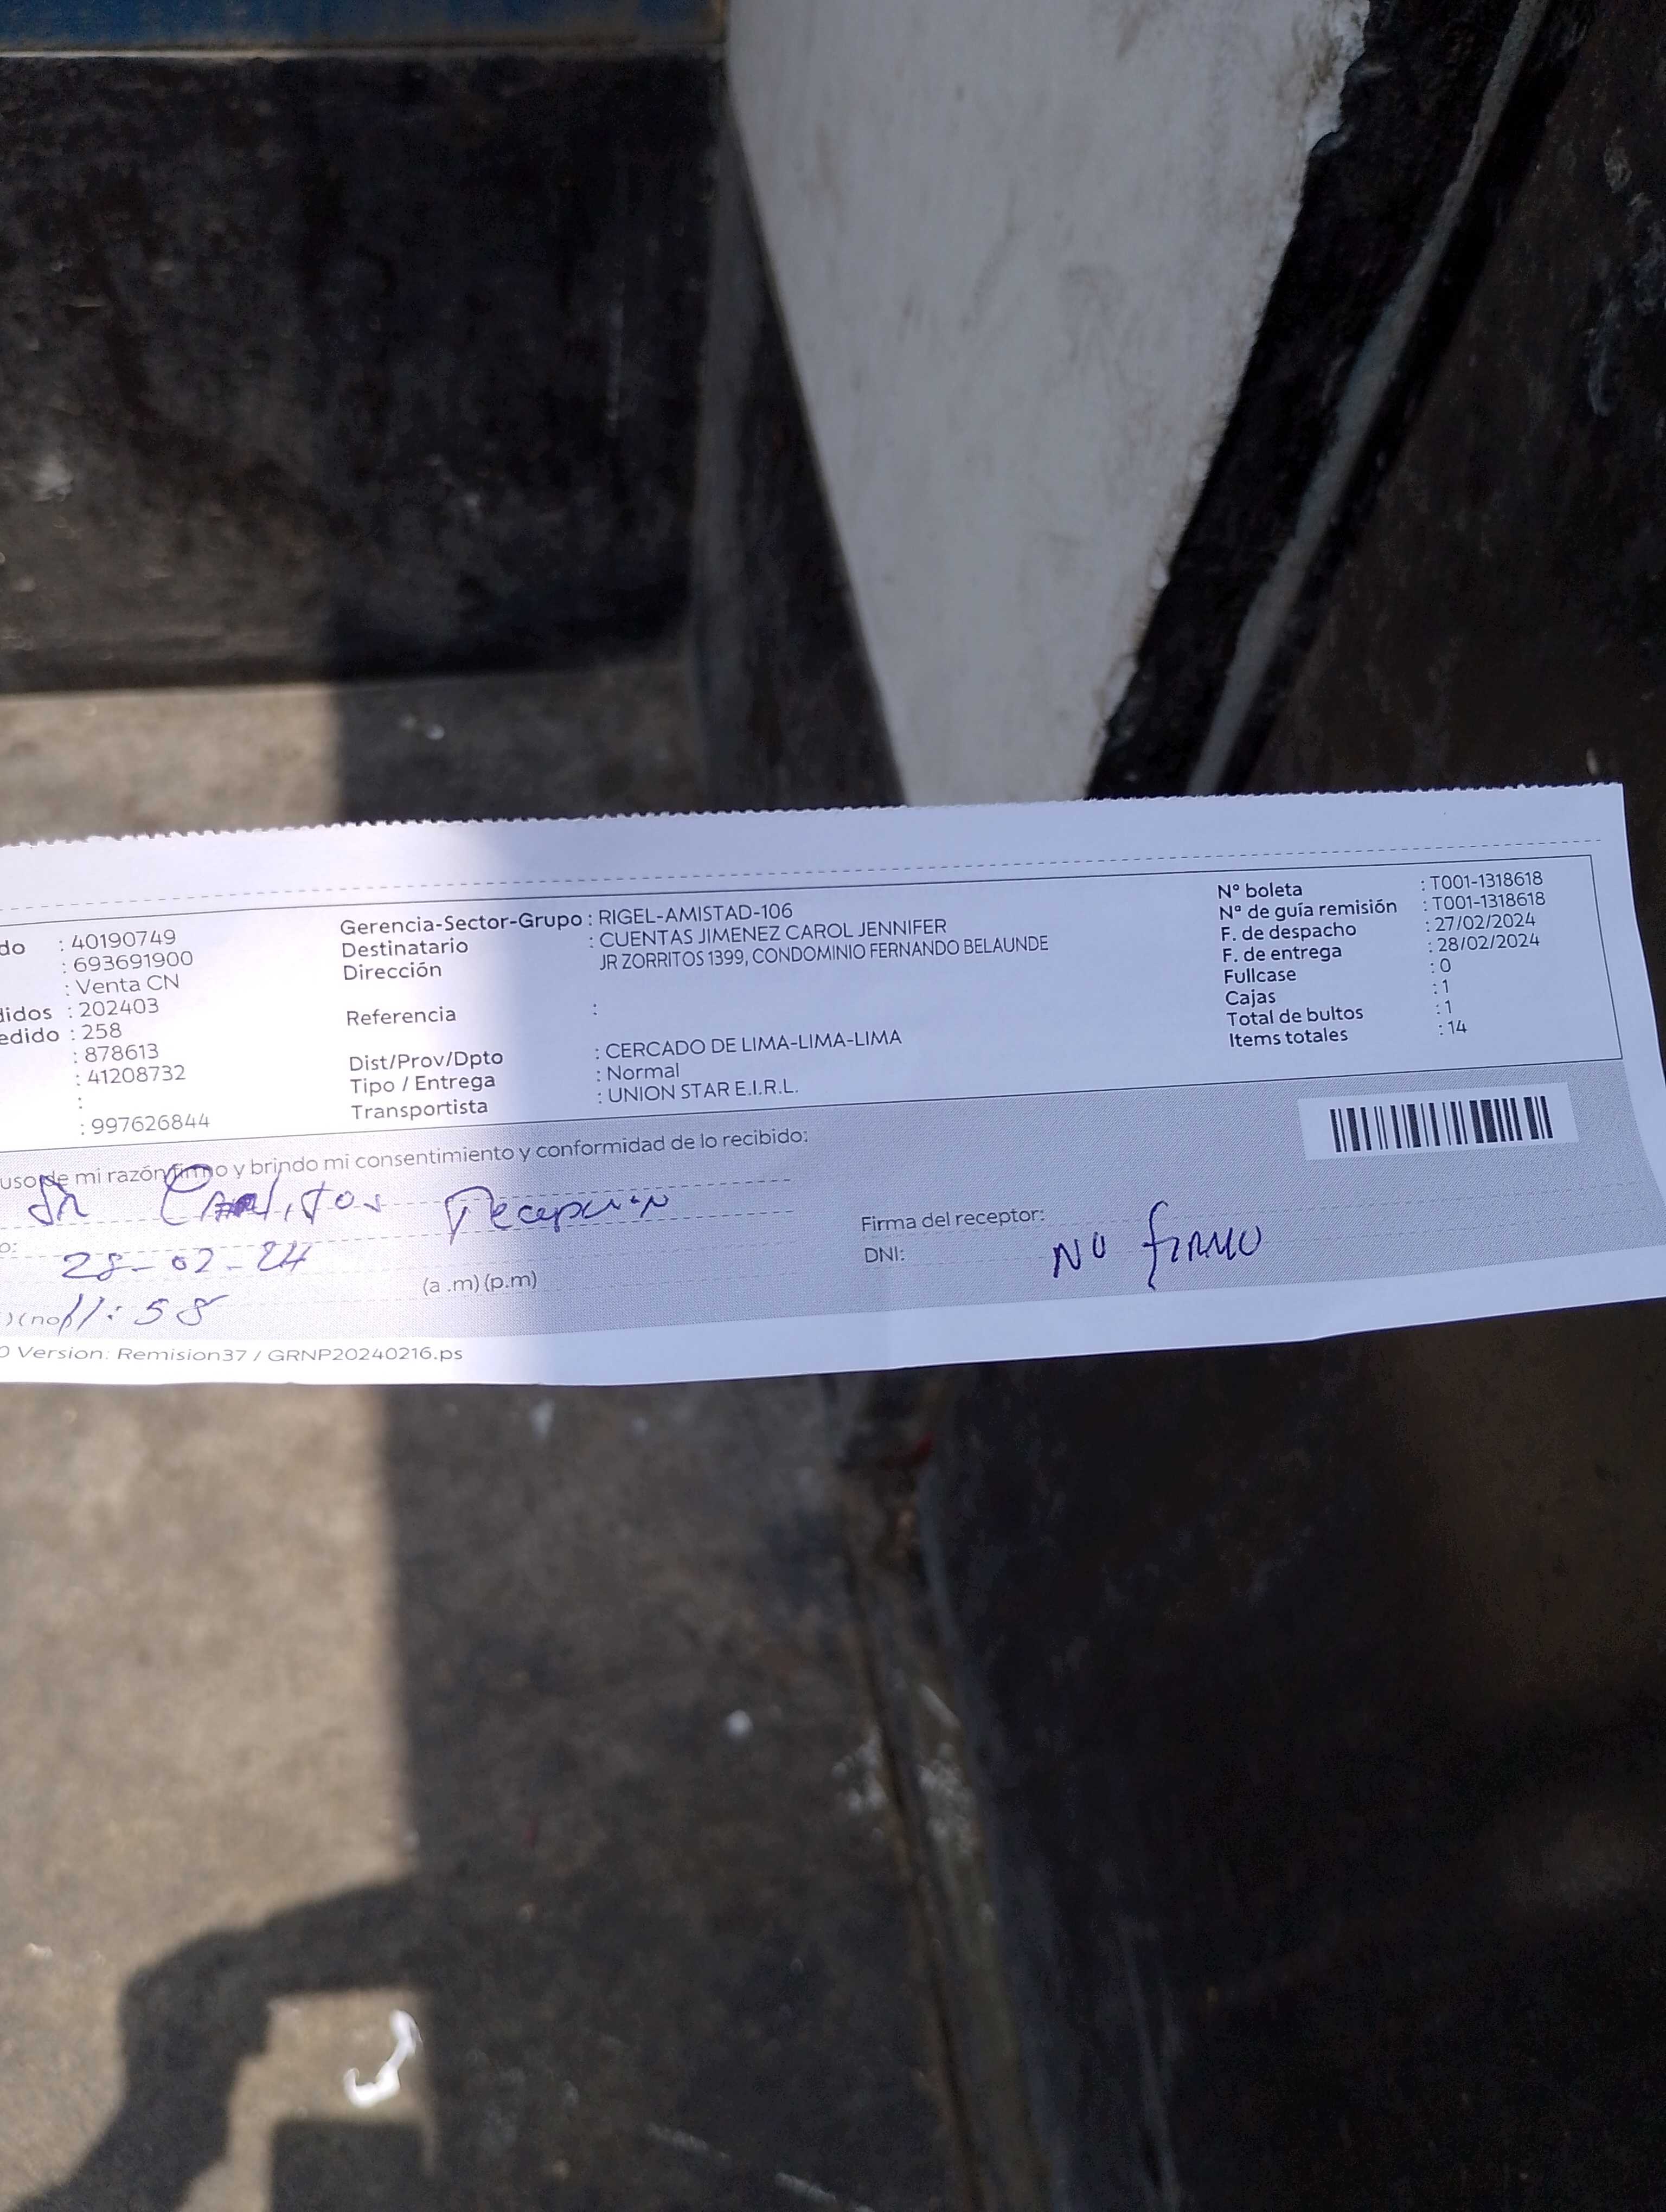 do : 40190749
: 693691900
: Venta CN
didos : 202403
edido : 258
: 878613
: 41208732
:
: 997626844
Gerencia-Sector-Grupo : RIGEL-AMISTAD-106
Destinatario : CUENTAS JIMENEZ CAROL JENNIFER
Dirección JR ZORRITOS 1399, CONDOMINIO FERNANDO BELAUNDE
Referencia :
Dist/Prov/Dpto : CERCADO DE LIMA-LIMA-LIMA
Tipo / Entrega : Normal
Transportista : UNION STAR E.I.R.L.
N° boleta : T001-1318618
N° de guía remisión : T001-1318618
F. de despacho : 27/02/2024
F. de entrega : 28/02/2024
Fullcase : 0
Cajas : 1
Total de bultos : 1
Items totales : 14
uso de mi razón firmo y brindo mi consentimiento y conformidad de lo recibido:
Sr Carlitos Recepcion
o: 28-02-24
(a .m) (p.m)
) (no) 11:58
Firma del receptor:
DNI: NO FIRMO
0 Version: Remision37 / GRNP20240216.ps